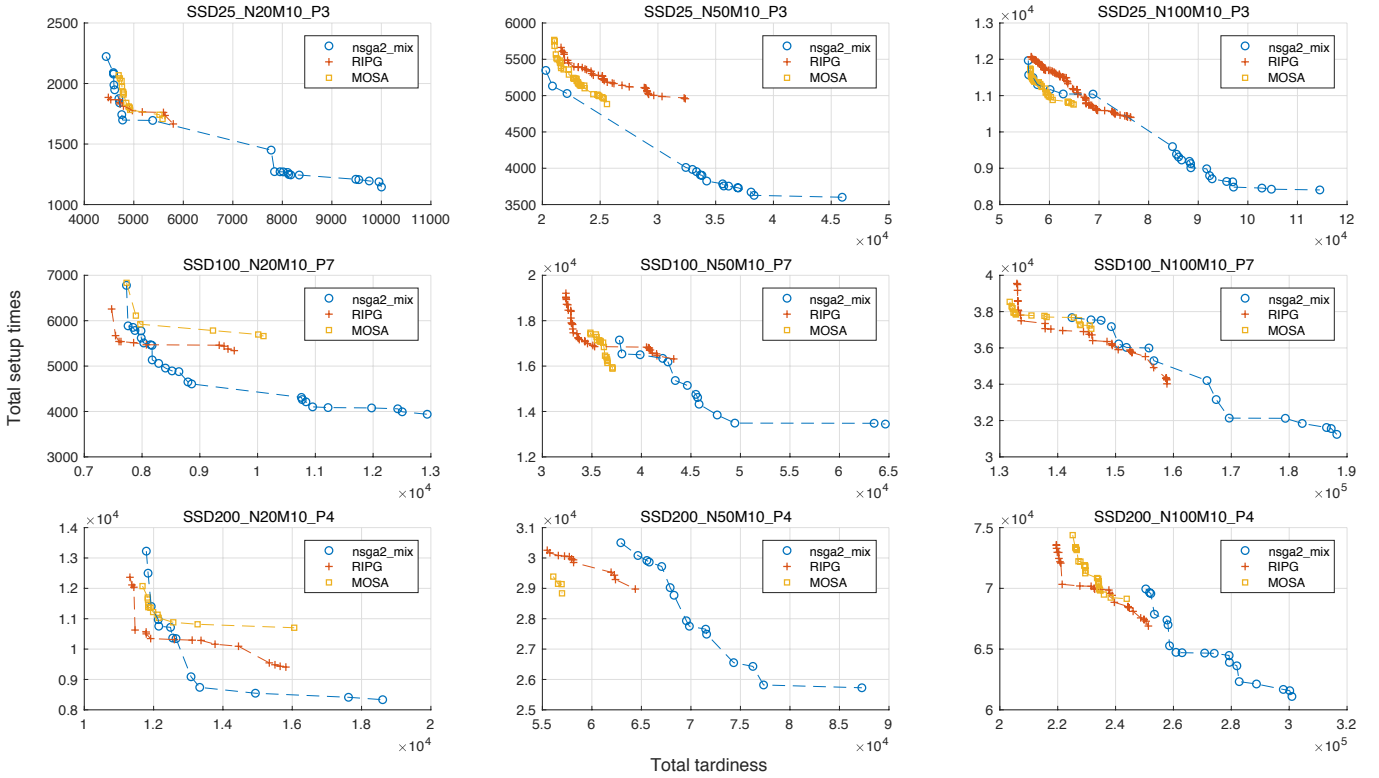 SSD25_N20M10_P3
2500
2000
1500
1000
4000 5000 6000 7000 8000 9000 10000 11000
nsga2_mix
RIPG
MOSA
SSD25_N50M10_P3
6000
5500
5000
4500
4000
3500
2 2.5 3 3.5 4 4.5 5
×10^4
nsga2_mix
RIPG
MOSA
SSD25_N100M10_P3
×10^4
1.3
1.2
1.1
1
0.9
0.8
5 6 7 8 9 10 11 12
×10^4
nsga2_mix
RIPG
MOSA
SSD100_N20M10_P7
7000
6000
5000
4000
3000
0.7 0.8 0.9 1 1.1 1.2 1.3
×10^4
nsga2_mix
RIPG
MOSA
SSD100_N50M10_P7
×10^4
2
1.8
1.6
1.4
1.2
3 3.5 4 4.5 5 5.5 6 6.5
×10^4
nsga2_mix
RIPG
MOSA
SSD100_N100M10_P7
×10^4
4
3.8
3.6
3.4
3.2
3
1.3 1.4 1.5 1.6 1.7 1.8 1.9
×10^5
nsga2_mix
RIPG
MOSA
SSD200_N20M10_P4
×10^4
1.4
1.3
1.2
1.1
1
0.9
0.8
1 1.2 1.4 1.6 1.8 2
×10^4
nsga2_mix
RIPG
MOSA
SSD200_N50M10_P4
×10^4
3.1
3
2.9
2.8
2.7
2.6
2.5
5.5 6 6.5 7 7.5 8 8.5 9
×10^4
nsga2_mix
RIPG
MOSA
SSD200_N100M10_P4
×10^4
7.5
7
6.5
6
2 2.2 2.4 2.6 2.8 3 3.2
×10^5
nsga2_mix
RIPG
MOSA
Total setup times
Total tardiness